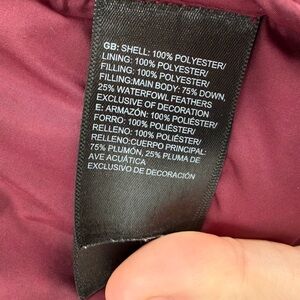 GB: SHELL: 100% POLYESTER/
LINING: 100% POLYESTER/
FILLING: 100% POLYESTER/
FILLING:MAIN BODY: 75% DOWN,
25% WATERFOWL FEATHERS
EXCLUSIVE OF DECORATION
E: ARMAZÓN: 100% POLIÉSTER/
FORRO: 100% POLIÉSTER/
RELLENO: 100% POLIÉSTER/
RELLENO:CUERPO PRINCIPAL:
75% PLUMÓN, 25% PLUMA DE
AVE ACUÁTICA
EXCLUSIVO DE DECORACIÓN